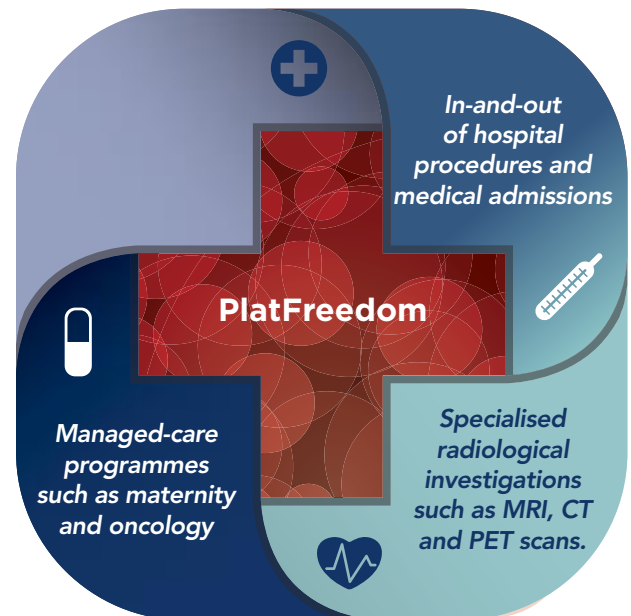 In-and-out
of hospital
procedures and
medical admissions
PlatFreedom
Managed-care
programmes
such as maternity
and oncology
Specialised
radiological
investigations
such as MRI, CT
and PET scans.